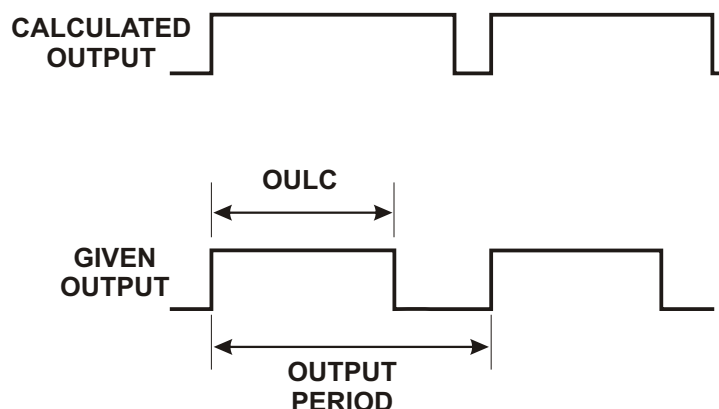 CALCULATED
OUTPUT
OULC
GIVEN
OUTPUT
OUTPUT
PERIOD